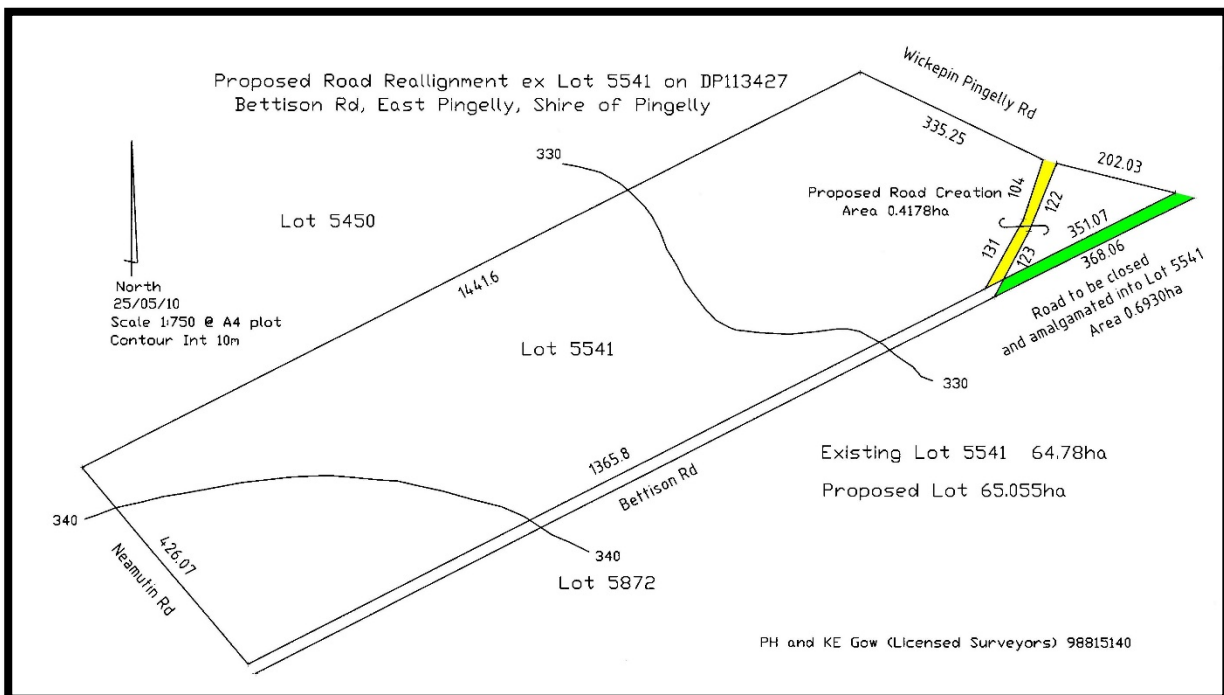 Proposed Road Reallignment ex Lot 5541 on DP113427
Bettison Rd, East Pingelly, Shire of Pingelly
Wickepin Pingelly Rd
335.25
202.03
330
Proposed Road Creation
Area 0.4178ha
104
122
131
123
351.07
368.06
Road to be closed
and amalgamated into Lot 5541
Area 0.6930ha
Lot 5450
North
25/05/10
Scale 1:750 @ A4 plot
Contour Int 10m
1441.6
Lot 5541
330
1365.8
Bettison Rd
Existing Lot 5541 64.78ha
Proposed Lot 65.055ha
340
426.07
Neamutin Rd
340
Lot 5872
PH and KE Gow (Licensed Surveyors) 98815140